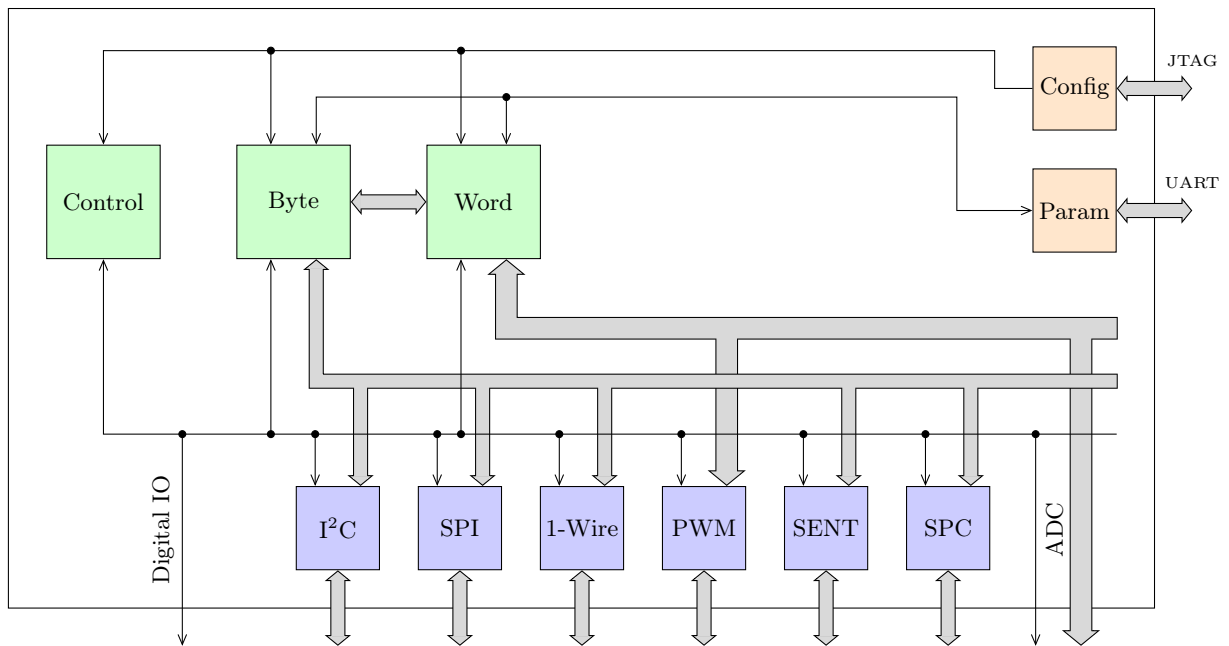 JTAG
Config
UART
Control
Byte
Word
Param
Digital IO
I²C
SPI
1-Wire
PWM
SENT
SPC
ADC